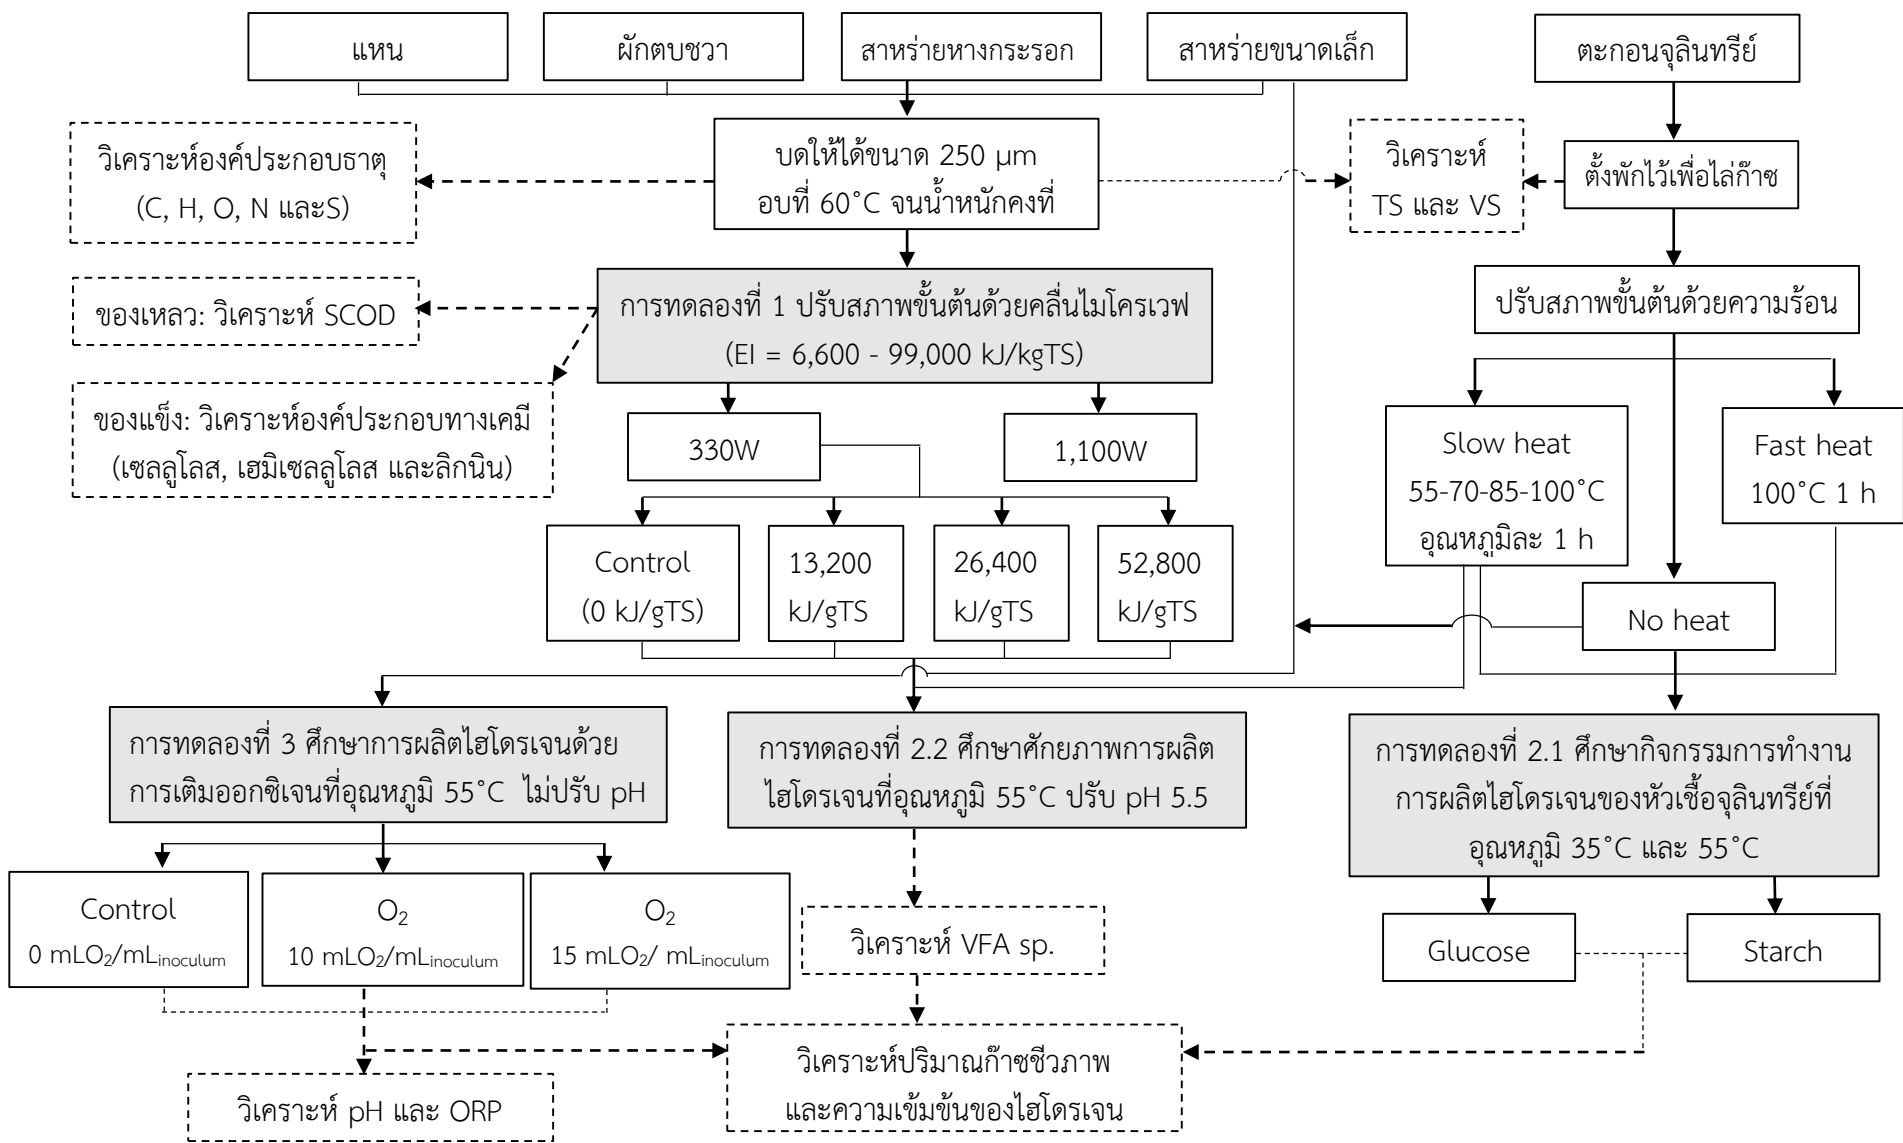 แหน
ผักตบชวา
สาหร่ายหางกระรอก
สาหร่ายขนาดเล็ก
ตะกอนจุลินทรีย์
วิเคราะห์องค์ประกอบธาตุ
(C, H, O, N และS)
บดให้ได้ขนาด 250 µm
อบที่ 60°C จนน้ำหนักคงที่
วิเคราะห์
TS และ VS
ตั้งพักไว้เพื่อไล่ก๊าซ
ของเหลว: วิเคราะห์ SCOD
การทดลองที่ 1 ปรับสภาพขั้นต้นด้วยคลื่นไมโครเวฟ
(EI = 6,600 - 99,000 kJ/kgTS)
ปรับสภาพขั้นต้นด้วยความร้อน
ของแข็ง: วิเคราะห์องค์ประกอบทางเคมี
(เซลลูโลส, เฮมิเซลลูโลส และลิกนิน)
330W
1,100W
Slow heat
55-70-85-100°C
อุณหภูมิละ 1 h
Fast heat
100°C 1 h
Control
(0 kJ/gTS)
13,200
kJ/gTS
26,400
kJ/gTS
52,800
kJ/gTS
No heat
การทดลองที่ 3 ศึกษาการผลิตไฮโดรเจนด้วย
การเติมออกซิเจนที่อุณหภูมิ 55°C ไม่ปรับ pH
การทดลองที่ 2.2 ศึกษาศักยภาพการผลิต
ไฮโดรเจนที่อุณหภูมิ 55°C ปรับ pH 5.5
การทดลองที่ 2.1 ศึกษากิจกรรมการทำงาน
การผลิตไฮโดรเจนของหัวเชื้อจุลินทรีย์ที่
อุณหภูมิ 35°C และ 55°C
Control
0 mLO₂/mLinoculum
O₂
10 mLO₂/mLinoculum
O₂
15 mLO₂/ mLinoculum
วิเคราะห์ VFA sp.
Glucose
Starch
วิเคราะห์ pH และ ORP
วิเคราะห์ปริมาณก๊าซชีวภาพ
และความเข้มข้นของไฮโดรเจน